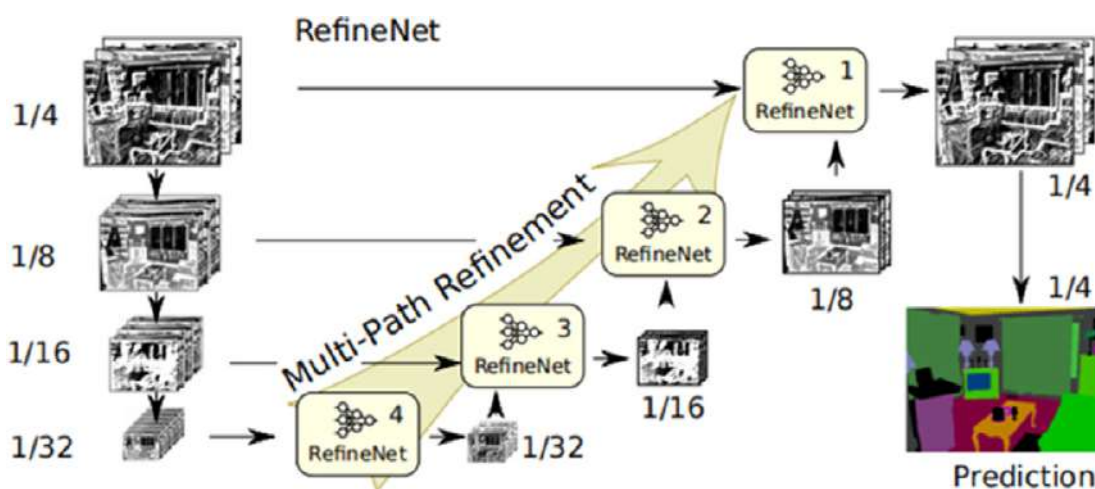 RefineNet
1/4
1
RefineNet
1/4
1/8
2
RefineNet
1/8
1/4
Multi-Path Refinement
1/16
3
RefineNet
1/16
1/32
4
RefineNet
1/32
Prediction